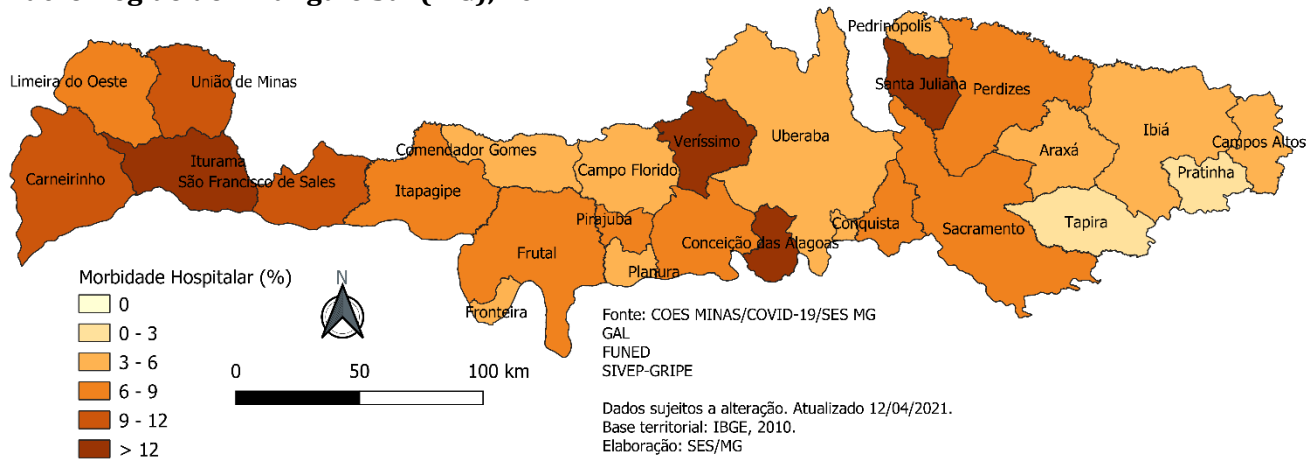 Pedrinópolis
Limeira do Oeste
União de Minas
Santa Juliana
Perdizes
Veríssimo
Uberaba
Ibiá
Comendador Gomes
Araxá
Campos Altos
Iturama
Carneirinho
São Francisco de Sales
Campo Florido
Pratinha
Itapagipe
Pirajuba
Conquista
Tapira
Sacramento
Frutal
Conceição das Alagoas
Planura
Fronteira
Morbidade Hospitalar (%)
0
0 - 3
3 - 6
6 - 9
9 - 12
> 12
N
0 50 100 km
Fonte: COES MINAS/COVID-19/SES MG
GAL
FUNED
SIVEP-GRIPE
Dados sujeitos a alteração. Atualizado 12/04/2021.
Base territorial: IBGE, 2010.
Elaboração: SES/MG